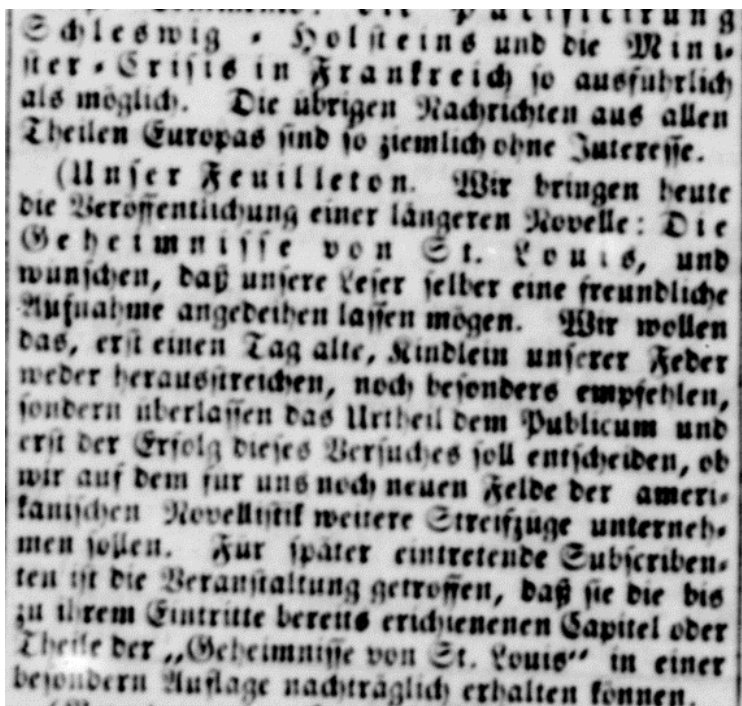 die Pacificirung
Schleswig-Holsteins und die Mini-
ster-Crisis in Frankreich so ausführlich
als möglich. Die übrigen Nachrichten aus allen
Theilen Europas sind so ziemlich ohne Interesse.
(Unser Feuilleton. Wir bringen heute
die Veröffentlichung einer längeren Novelle: Die
Geheimnisse von St. Louis, und
wünschen, daß unsere Leser selber eine freundliche
Aufnahme angedeihen lassen mögen. Wir wollen
das, erst einen Tag alte, Kindlein unserer Feder
weder herausstreichen, noch besonders empfehlen,
sondern überlassen das Urtheil dem Publicum und
erst der Erfolg dieses Versuches soll entscheiden, ob
wir auf dem für uns noch neuen Felde der ameri-
kanischen Novellistik weitere Streifzüge unterneh-
men sollen. Für später eintretende Subscriben-
ten ist die Veranstaltung getroffen, daß sie die bis
zu ihrem Eintritte bereits erschienenen Capitel oder
Theile der „Geheimnisse von St. Louis“ in einer
besondern Auflage nachträglich erhalten können.